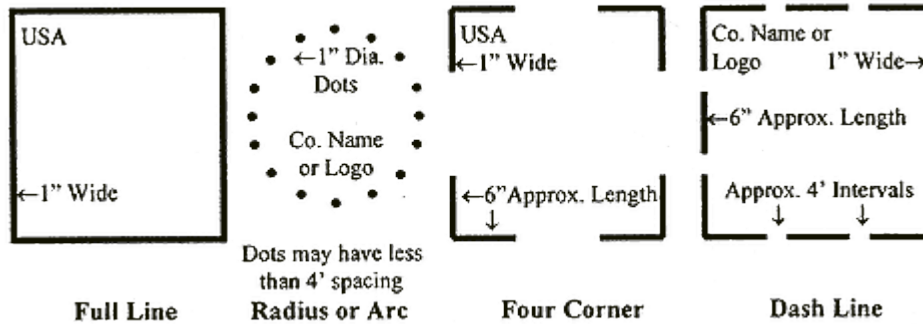 USA
←1” Wide
Full Line
←1” Dia.
Dots
Co. Name
or Logo
Dots may have less
than 4’ spacing
Radius or Arc
USA
←1” Wide
←6”Approx. Length
↓
Four Corner
Co. Name or
Logo 1” Wide→
←6” Approx. Length
Approx. 4’ Intervals
↓ ↓
Dash Line